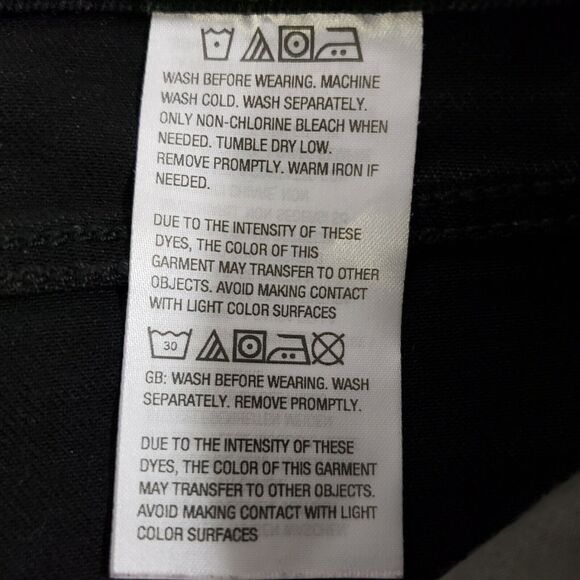 WASH BEFORE WEARING. MACHINE
WASH COLD. WASH SEPARATELY.
ONLY NON-CHLORINE BLEACH WHEN
NEEDED. TUMBLE DRY LOW.
REMOVE PROMPTLY. WARM IRON IF
NEEDED.
DUE TO THE INTENSITY OF THESE
DYES, THE COLOR OF THIS
GARMENT MAY TRANSFER TO OTHER
OBJECTS. AVOID MAKING CONTACT
WITH LIGHT COLOR SURFACES
30
GB: WASH BEFORE WEARING. WASH
SEPARATELY. REMOVE PROMPTLY.
DUE TO THE INTENSITY OF THESE
DYES, THE COLOR OF THIS GARMENT
MAY TRANSFER TO OTHER OBJECTS.
AVOID MAKING CONTACT WITH LIGHT
COLOR SURFACES